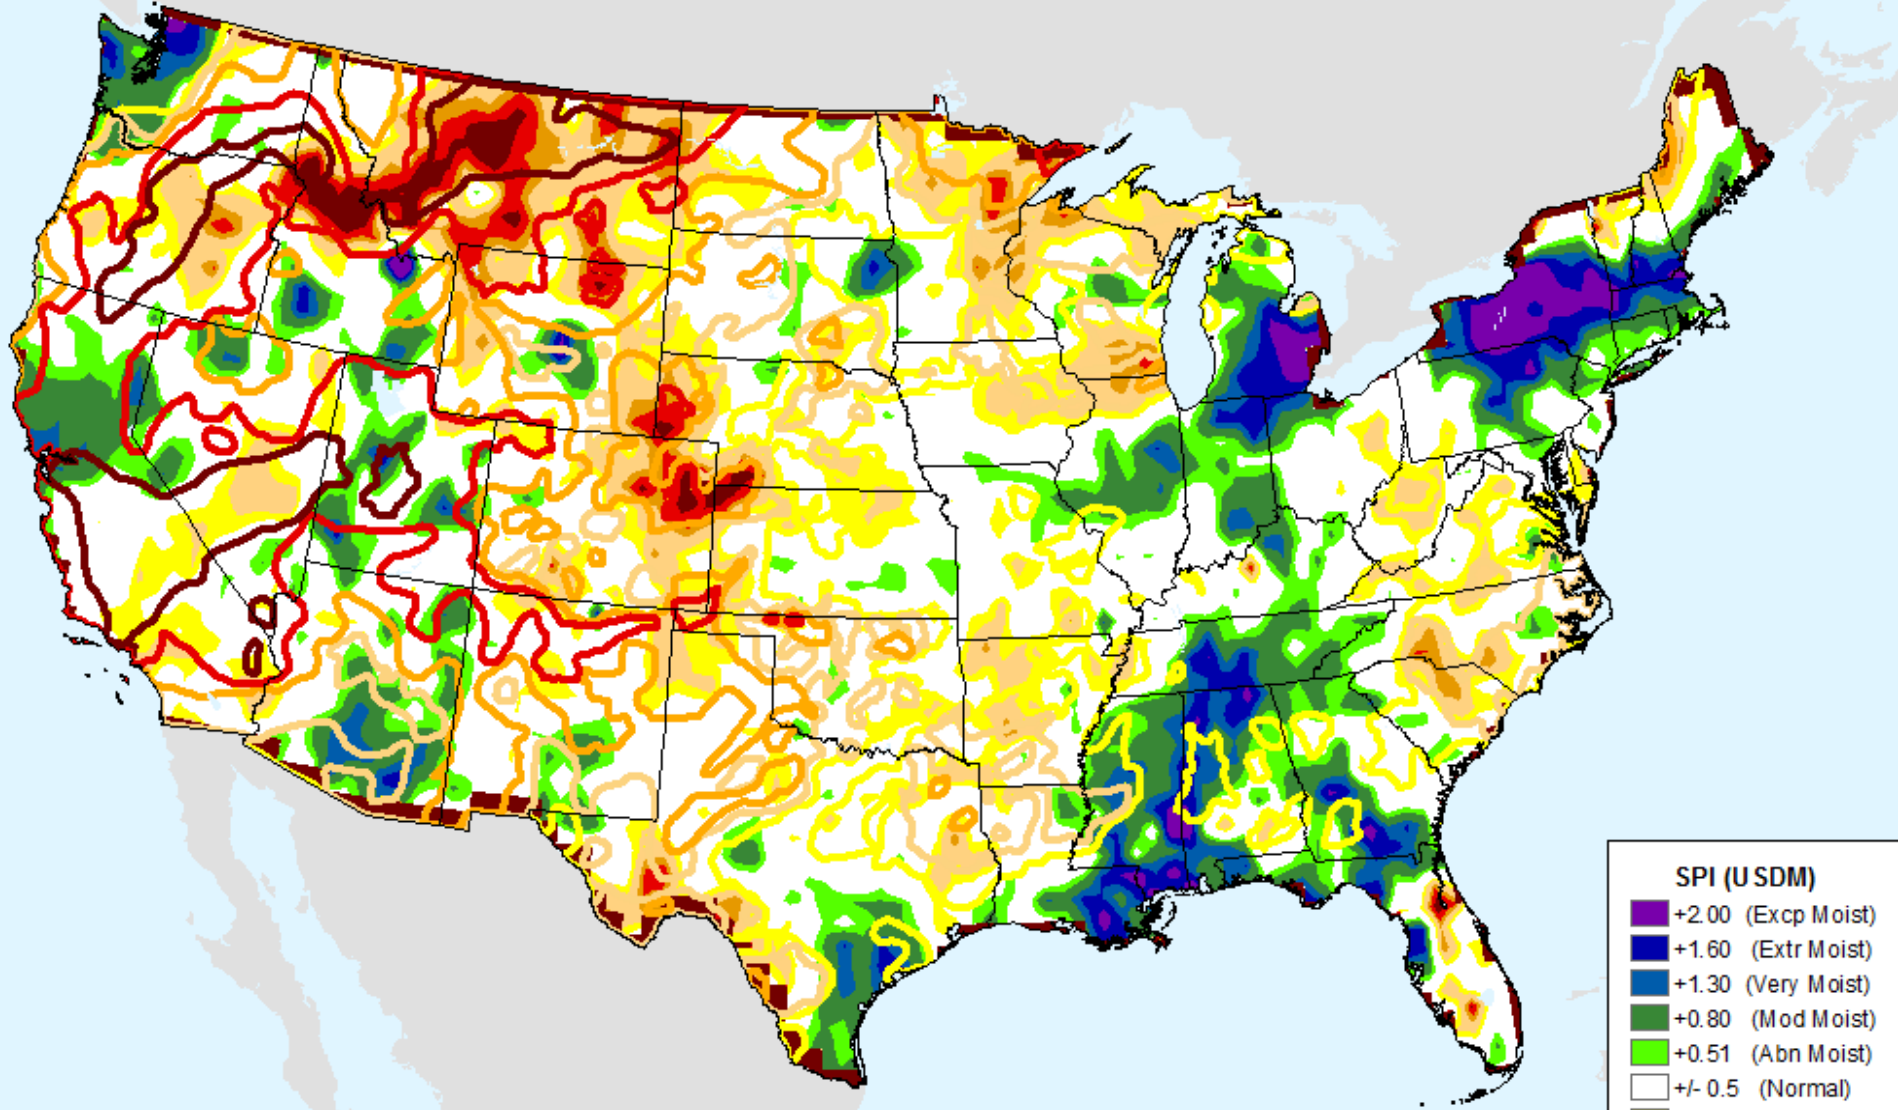 SPI (USDM)
+2.00 (Excp Moist)
+1.60 (Extr Moist)
+1.30 (Very Moist)
+0.80 (Mod Moist)
+0.51 (Abn Moist)
+/- 0.5 (Normal)